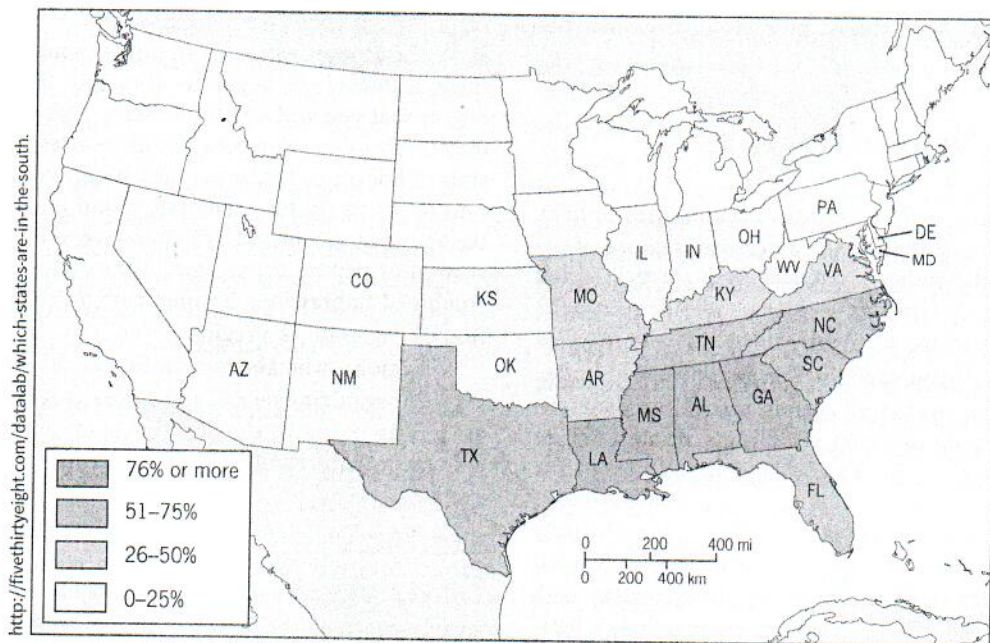 http://fivethirtyeight.com/datalab/which-states-are-in-the-south.
PA
OH
DE
IL
IN
MD
WV
VA
CO
KS
MO
KY
NC
TN
OK
SC
AZ
NM
AR
MS
AL
GA
TX
LA
FL
76% or more
51–75%
26–50%
0–25%
0 200 400 mi
0 200 400 km